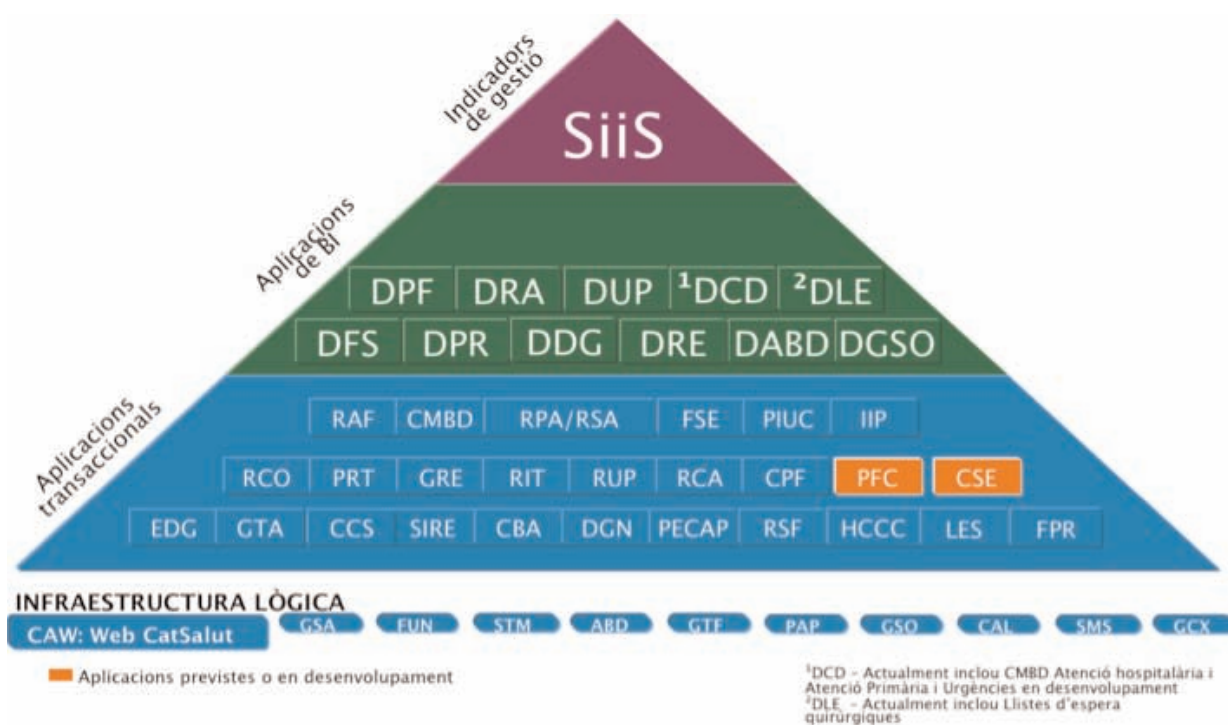 Indicadors
de gestió
SiiS
Aplicacions
de BI
DPF DRA DUP ¹DCD ²DLE
DFS DPR DDG DRE DABD DGSO
Aplicacions
transaccionals
RAF CMBD RPA/RSA FSE PIUC IIP
RCO PRT GRE RIT RUP RCA CPF PFC CSE
EDG GTA CCS SIRE CBA DGN PECAP RSF HCCC LES FPR
INFRAESTRUCTURA LÒGICA
CAW: Web CatSalut GSA FUN STM ABD GTF PAP GSO CAL SMS GCX
Aplicacions previstes o en desenvolupament
¹DCD – Actualment inclou CMBD Atenció hospitalària i
Atenció Primària i Urgències en desenvolupament
²DLE – Actualment inclou Llistes d'espera
quirúrgiques